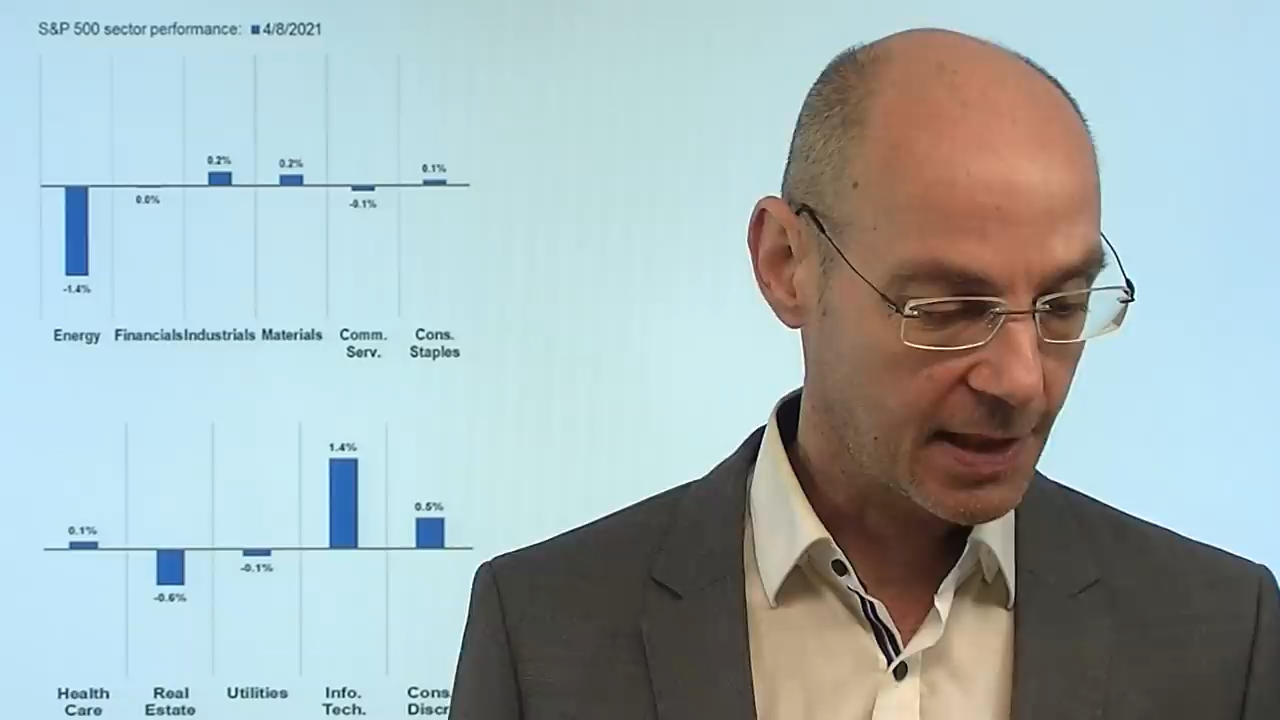 S&P 500 sector performance: 4/8/2021
0.2% 0.2% 0.1%
0.0% -0.1%
-1.4%
Energy Financials Industrials Materials Comm. Cons.
Serv. Staples
1.4%
0.5%
0.1%
-0.1%
-0.6%
Health Real Utilities Info. Cons.
Care Estate Tech. Discr